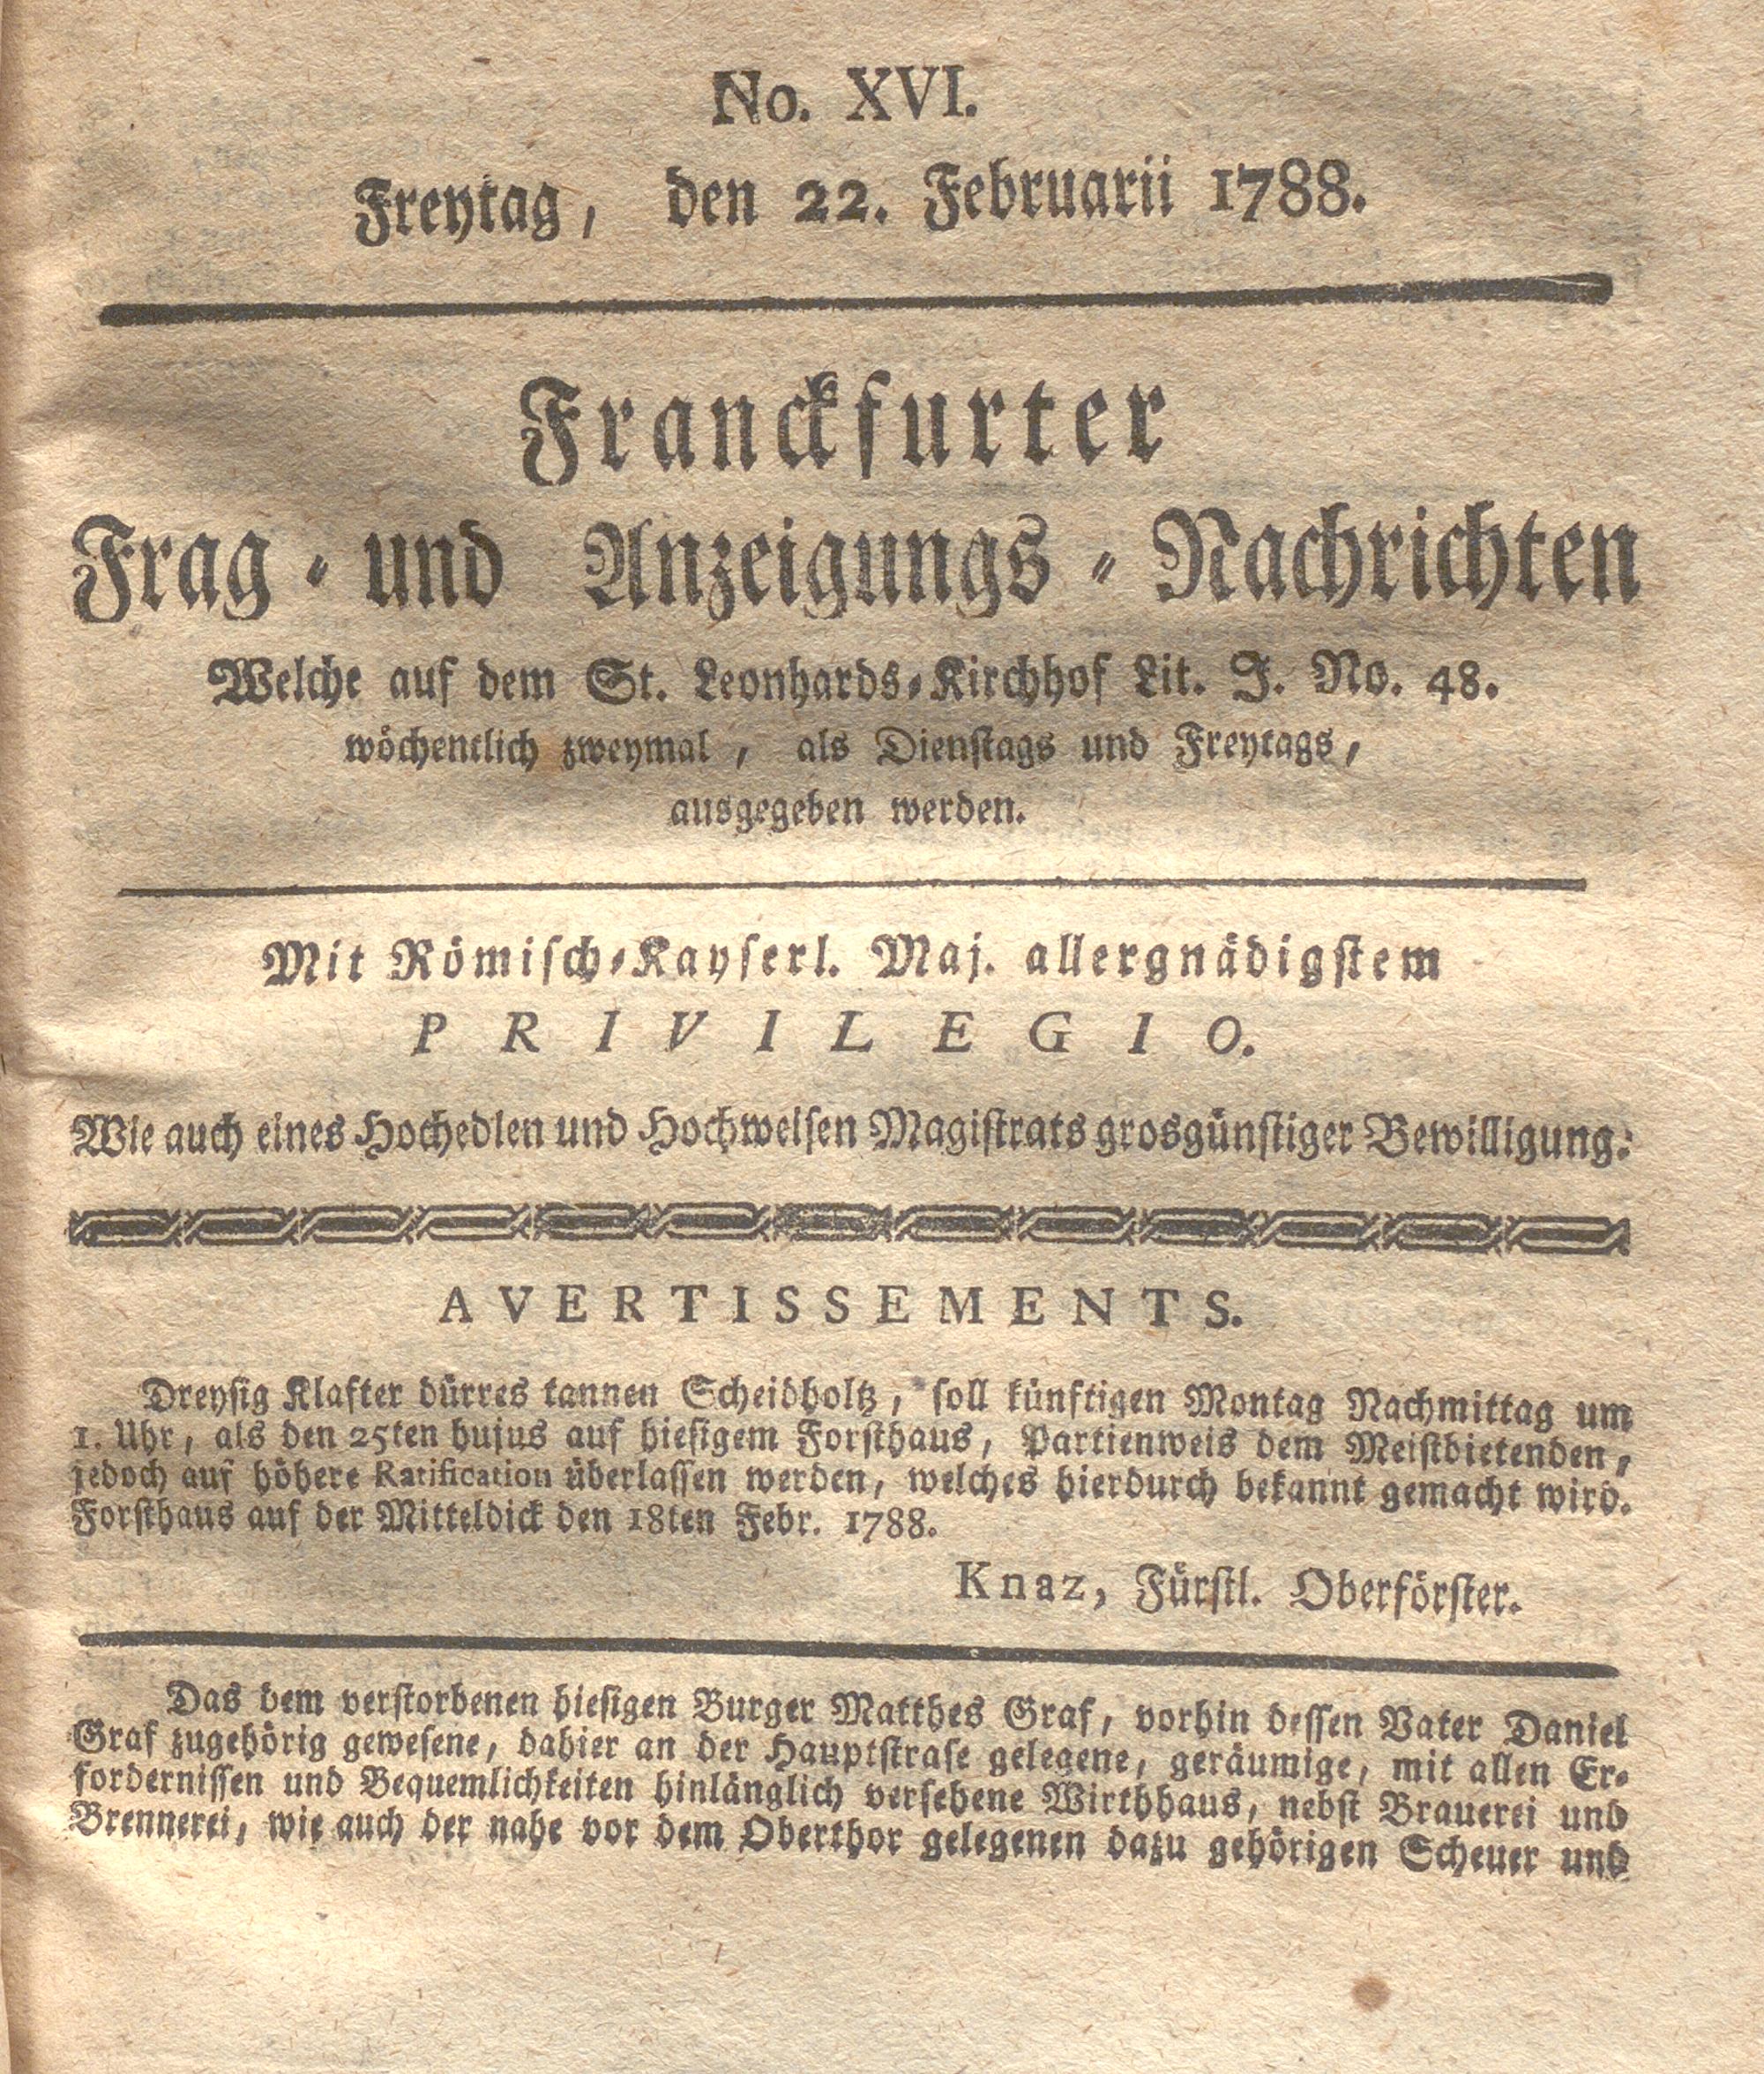 No. XVI.
Freytag, den 22. Februarii 1788.
Franckfurter
Frag- und Anzeigungs-Nachrichten
Welche auf dem St. Leonhards-Kirchhof Lit. J. No. 48.
wöchentlich zweymal, als Dienstags und Freytags,
ausgegeben werden.
Mit Römisch-Kayserl. Maj. allergnädigstem
PRIVILEGIO.
Wie auch eines Hochedlen und Hochweisen Magistrats grosgünstiger Bewilligung.
AVERTISSEMENTS.
Dreysig Klafter dürres tannen Scheidholtz, soll künftigen Montag Nachmittag um
1. Uhr, als den 25ten hujus auf hiesigem Forsthaus, Partienweis dem Meistbietenden,
jedoch auf höhere Ratification überlassen werden, welches hierdurch bekannt gemacht wird.
Forsthaus auf der Mitteldick den 18ten Febr. 1788.
Knaz, Fürstl. Oberförster.
Das dem verstorbenen hiesigen Burger Matthes Graf, vorhin dessen Vater Daniel
Graf zugehörig gewesene, dahier an der Hauptstrase gelegene, geräumige, mit allen Er-
fordernissen und Bequemlichkeiten hinlänglich versehene Wirthhaus, nebst Brauerei und
Brennerei, wie auch der nahe vor dem Oberthor gelegenen dazu gehörigen Scheuer und